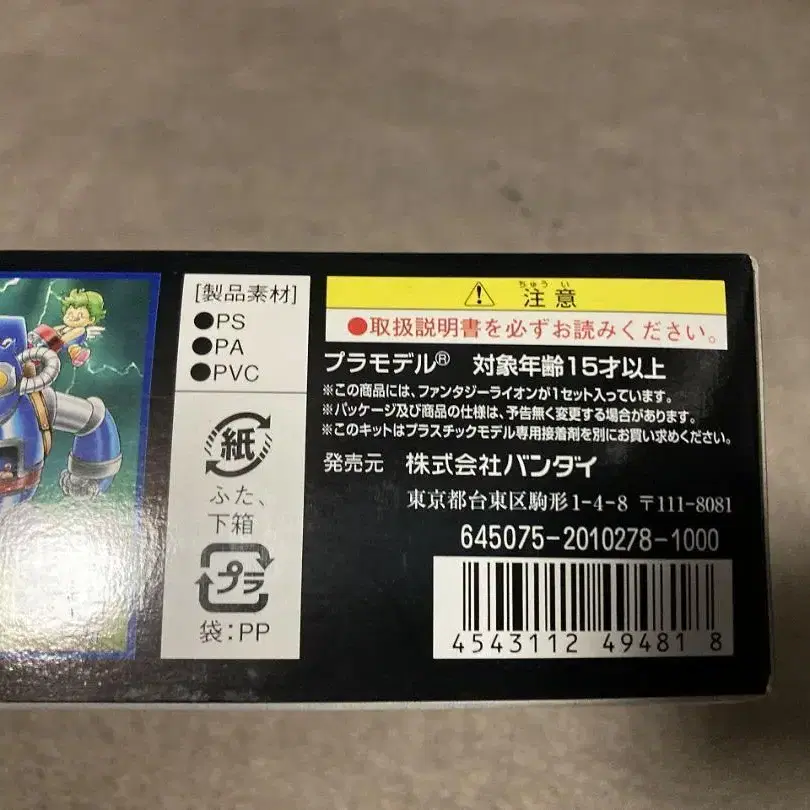 [製品素材]
●PS
●PA
●PVC
紙
ふた、
下箱
プラ
袋:PP
ちゅうい
注意
●取扱説明書を必ずお読みください。
プラモデル® 対象年齢15才以上
※この商品には、ファンタジーライオンが1セット入っています。
※パッケージ及び商品の仕様は、予告無く変更する場合があります。
※このキットはプラスチックモデル専用接着剤を別にお買い求めください。
発売元 株式会社バンダイ
東京都台東区駒形1-4-8 〒111-8081
645075-2010278-1000
4543112 49481 8